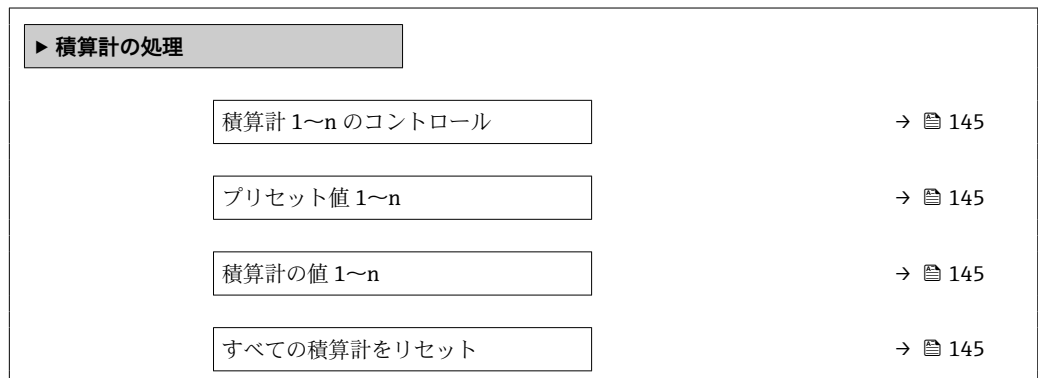 ▶ 積算計の処理
積算計 1～n のコントロール → 145
プリセット値 1～n → 145
積算計の値 1～n → 145
すべての積算計をリセット → 145